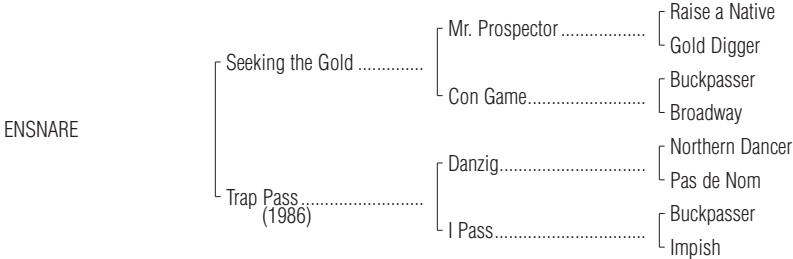 Raise a Native
Mr. Prospector ..................
Gold Digger
Seeking the Gold ..............
Buckpasser
Con Game.........................
Broadway
ENSNARE
Northern Dancer
Danzig...............................
Pas de Nom
Trap Pass..........................
(1986)
Buckpasser
I Pass................................
Impish